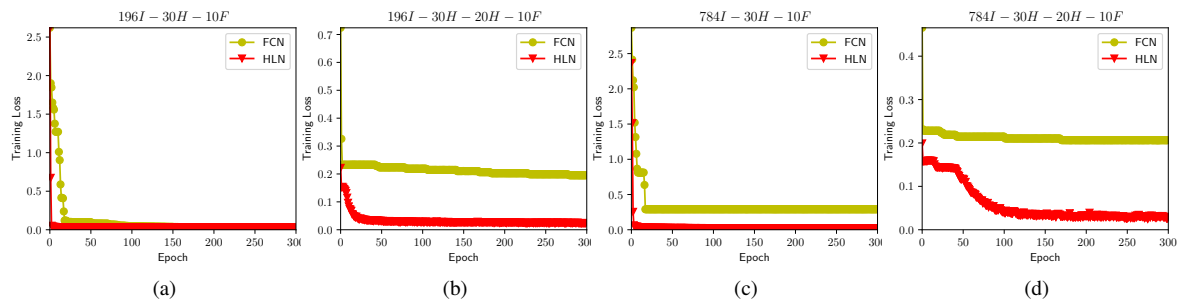 196I − 30H − 10F
FCN
HLN
2.5
2.0
1.5
1.0
0.5
0.0
0 50 100 150 200 250 300
Training Loss
Epoch
(a)
196I − 30H − 20H − 10F
FCN
HLN
0.7
0.6
0.5
0.4
0.3
0.2
0.1
0.0
0 50 100 150 200 250 300
Training Loss
Epoch
(b)
784I − 30H − 10F
FCN
HLN
2.5
2.0
1.5
1.0
0.5
0.0
0 50 100 150 200 250 300
Training Loss
Epoch
(c)
784I − 30H − 20H − 10F
FCN
HLN
0.4
0.3
0.2
0.1
0.0
0 50 100 150 200 250 300
Training Loss
Epoch
(d)